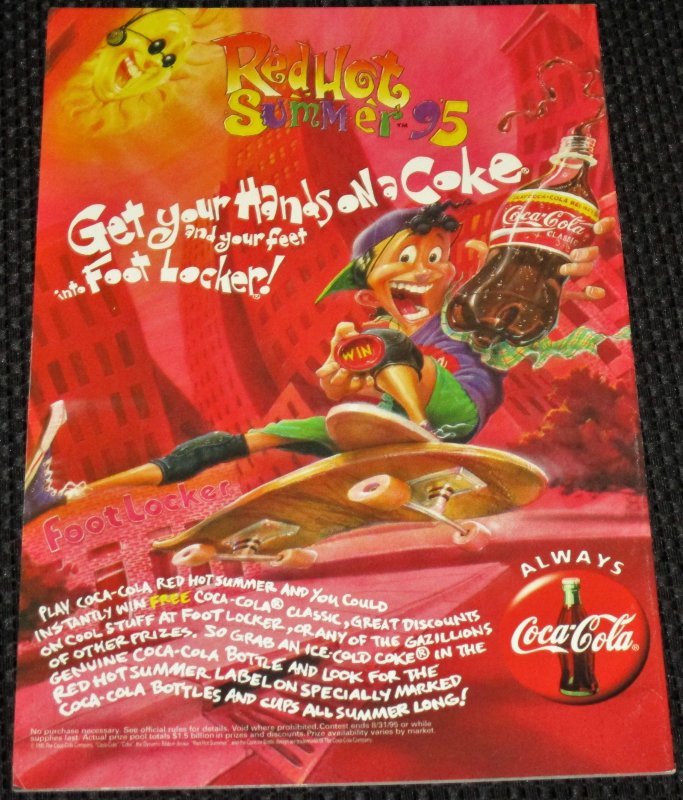 Red Hot
Summer™ 95
Get your Hands on a Coke®
and your feet
into Foot Locker®!
Coca-Cola
CLASSIC
WIN
Foot Locker
PLAY COCA-COLA RED HOT SUMMER AND YOU COULD
INSTANTLY WIN FREE COCA-COLA® CLASSIC, GREAT DISCOUNTS
ON COOL STUFF AT FOOT LOCKER, OR ANY OF THE GAZILLIONS
OF OTHER PRIZES. SO GRAB AN ICE-COLD COKE® IN THE
GENUINE COCA-COLA BOTTLE AND LOOK FOR THE
RED HOT SUMMER LABEL ON SPECIALLY MARKED
COCA-COLA BOTTLES AND CUPS ALL SUMMER LONG!
ALWAYS
Coca-Cola®
No purchase necessary. See official rules for details. Void where prohibited. Contest ends 8/31/95 or while
supplies last. Actual prize pool totals $1.5 billion in prizes and discounts. Prize availability varies by market.